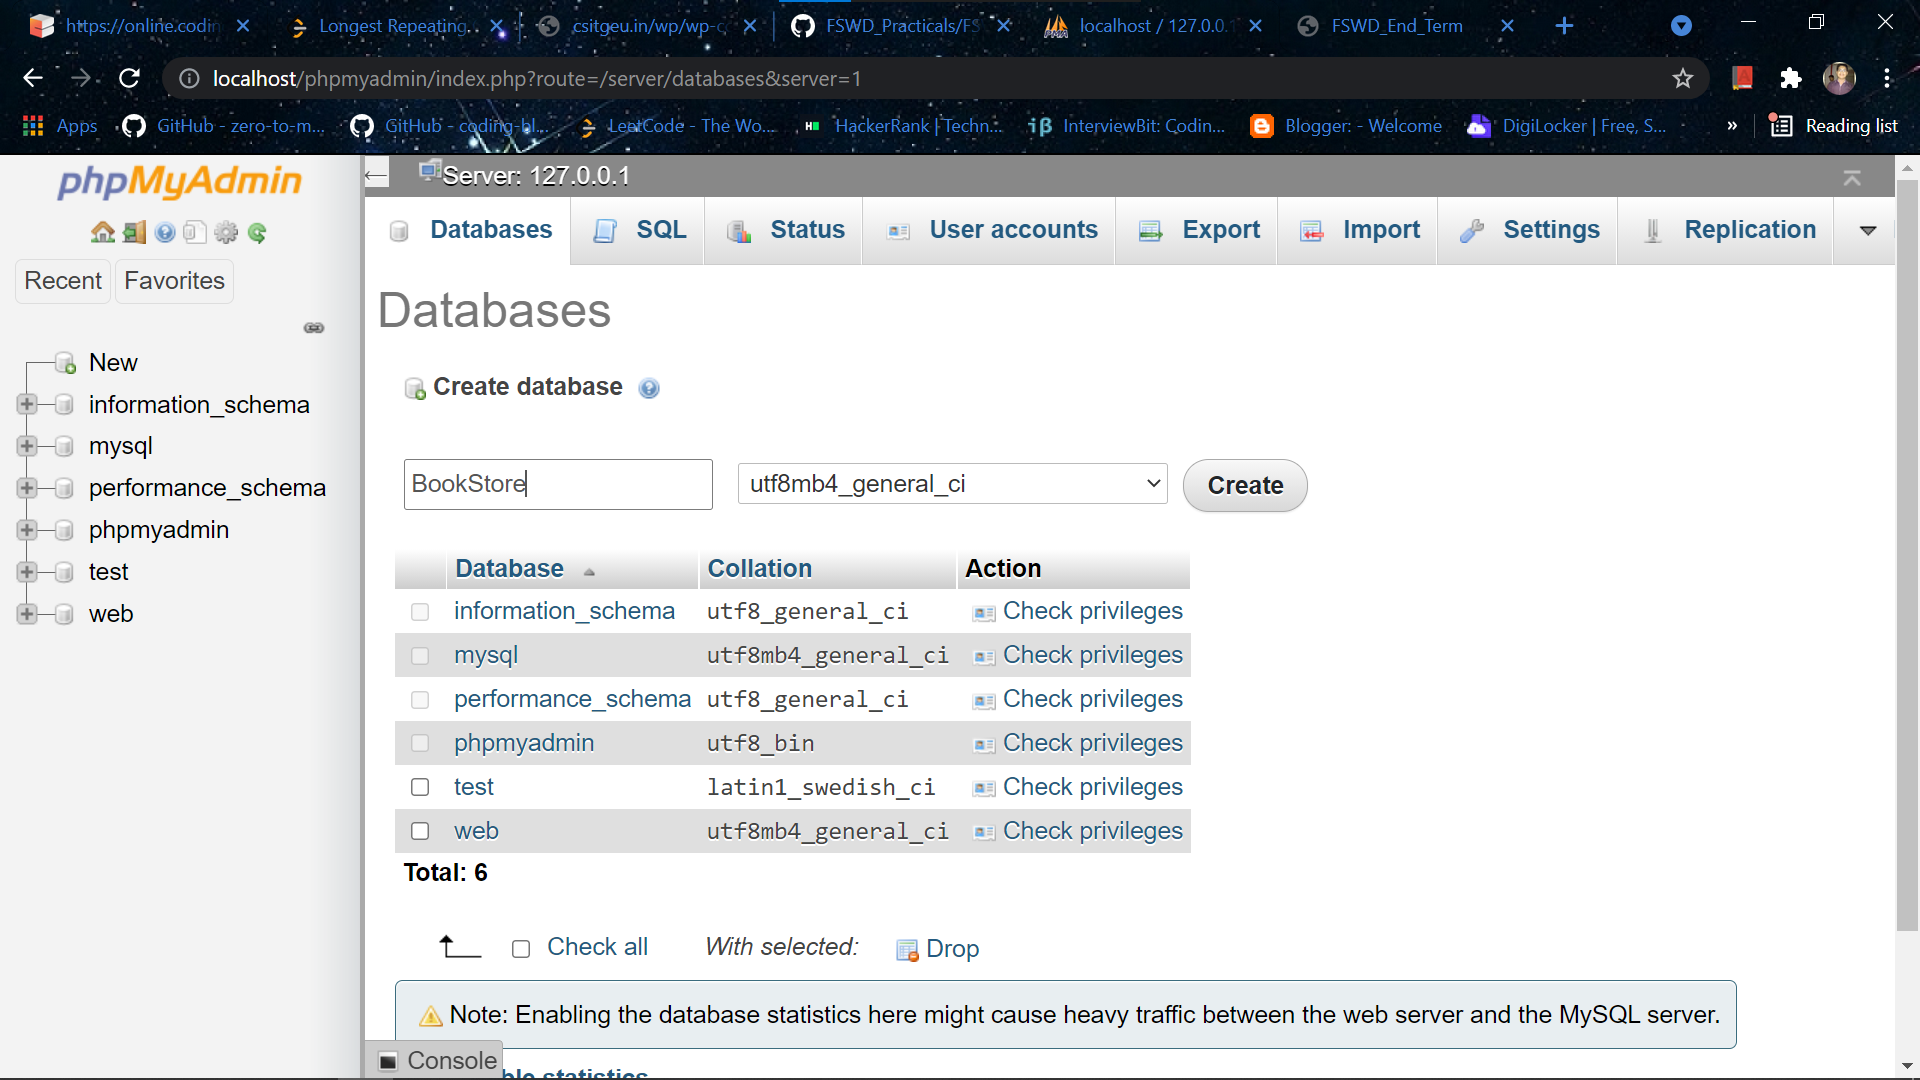 https://online.codin
Longest Repeating
csitgeu.in/wp/wp-c
FSWD_Practicals/FS
localhost / 127.0.0.1
FSWD_End_Term
localhost/phpmyadmin/index.php?route=/server/databases&server=1
Apps
GitHub - zero-to-m...
GitHub - coding-bl...
LeetCode - The Wo...
HackerRank | Techn...
InterviewBit: Codin...
Blogger: - Welcome
DigiLocker | Free, S...
»
Reading list
phpMyAdmin
Recent
Favorites
New
information_schema
mysql
performance_schema
phpmyadmin
test
web
Server: 127.0.0.1
Databases
SQL
Status
User accounts
Export
Import
Settings
Replication
Databases
Create database
BookStore
utf8mb4_general_ci
Create
Database Collation Action
information_schema utf8_general_ci Check privileges
mysql utf8mb4_general_ci Check privileges
performance_schema utf8_general_ci Check privileges
phpmyadmin utf8_bin Check privileges
test latin1_swedish_ci Check privileges
web utf8mb4_general_ci Check privileges
Total: 6
Check all With selected: Drop
Note: Enabling the database statistics here might cause heavy traffic between the web server and the MySQL server.
Console
statistics